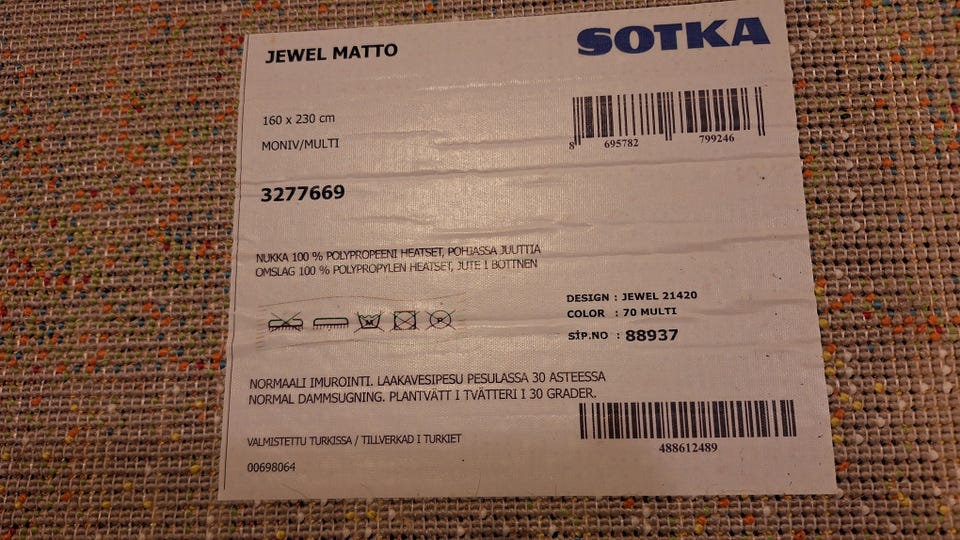 JEWEL MATTO
SOTKA
160 x 230 cm
MONIV/MULTI
8 695782 799246
3277669
NUKKA 100 % POLYPROPEENI HEATSET, POHJASSA JUUTTIA
OMSLAG 100 % POLYPROPYLEN HEATSET, JUTE I BOTTNEN
DESIGN : JEWEL 21420
COLOR : 70 MULTI
SİP.NO : 88937
NORMAALI IMUROINTI. LAAKAVESIPESU PESULASSA 30 ASTEESSA
NORMAL DAMMSUGNING. PLANTVÄTT I TVÄTTERI I 30 GRADER.
488612489
VALMISTETTU TURKISSA / TILLVERKAD I TURKIET
00698064